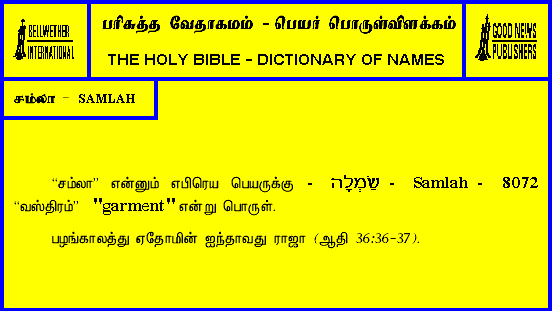 BELLWETHER
INTERNATIONAL
பரிசுத்த வேதாகமம் - பெயர் பொருள்விளக்கம்
THE HOLY BIBLE - DICTIONARY OF NAMES
GOOD NEWS
PUBLISHERS
சம்லா - SAMLAH
“சம்லா” என்னும் எபிரெய பெயருக்கு - שַׂמְלָה - Samlah - 8072
“வஸ்திரம்” "garment" என்று பொருள்.
பழங்காலத்து ஏதோமின் ஐந்தாவது ராஜா (ஆதி 36:36-37).